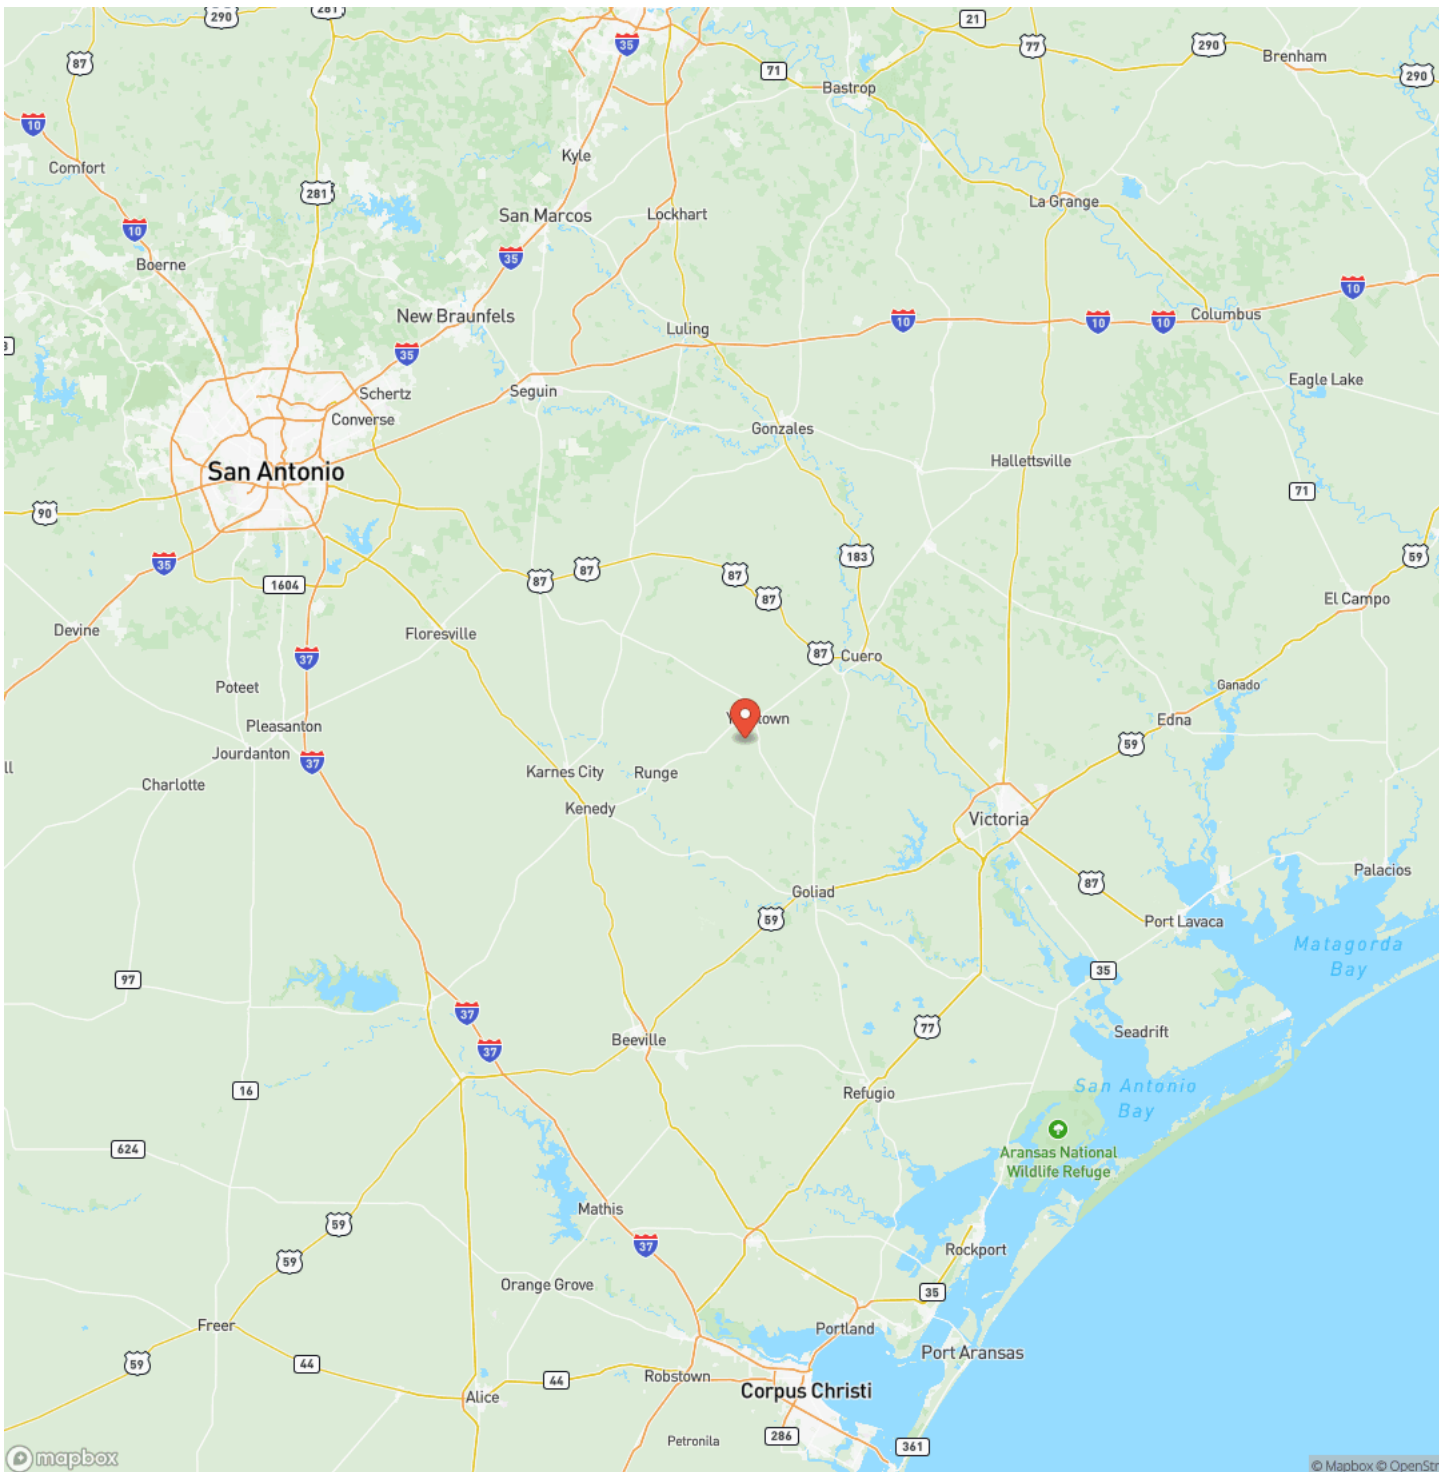 290
281
21
77
290
Brenham
290
87
35
71
Bastrop
10
Comfort
Kyle
281
La Grange
San Marcos
Lockhart
10
Boerne
35
10
New Braunfels
Luling
10
10
10
Columbus
35
Schertz
Seguin
Eagle Lake
Converse
Gonzales
San Antonio
Hallettsville
71
90
35
1604
87
87
87
87
183
59
El Campo
Devine
Floresville
37
87
Cuero
Poteet
Ganado
Pleasanton
Edna
Jourdanton
37
59
ll
Charlotte
Karnes City
Runge
Kenedy
Victoria
Goliad
59
87
Palacios
Port Lavaca
Matagorda
Bay
97
35
37
37
77
Seadrift
Beeville
16
Refugio
San Antonio
Bay
624
Aransas National
Wildlife Refuge
Mathis
59
37
59
Rockport
Orange Grove
35
Freer
Portland
59
44
44
Port Aransas
Robstown
Alice
Corpus Christi
286
Petronila
361
mapbox
© Mapbox © OpenStr